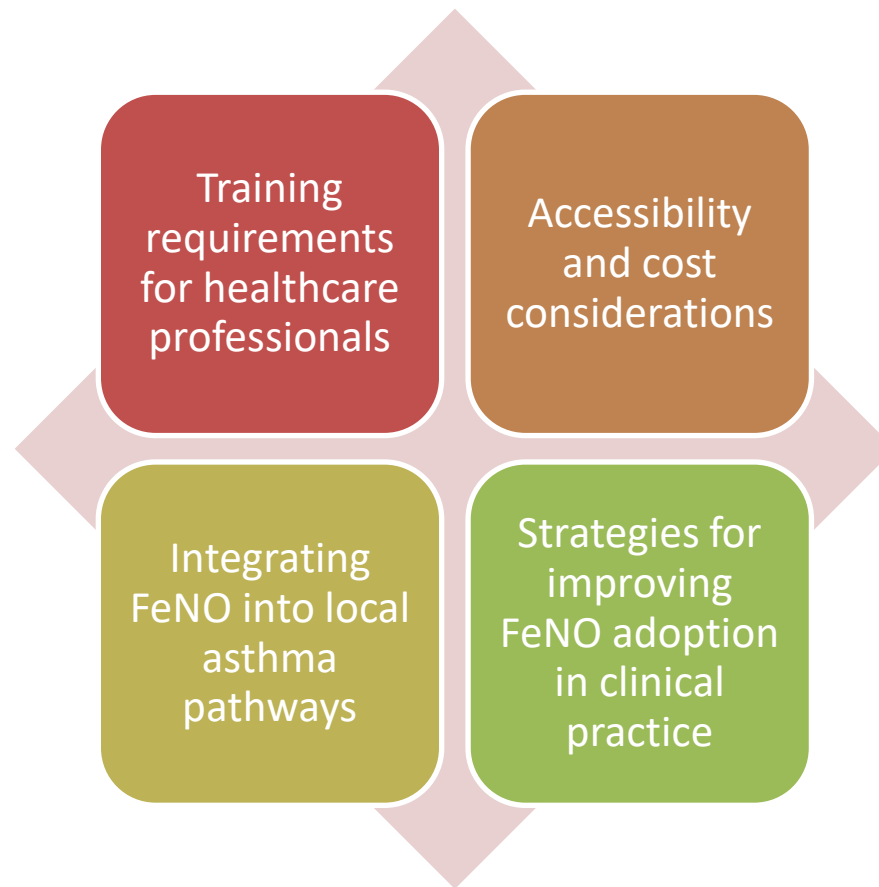 Training
requirements
for healthcare
professionals
Accessibility
and cost
considerations
Integrating
FeNO into local
asthma
pathways
Strategies for
improving
FeNO adoption
in clinical
practice